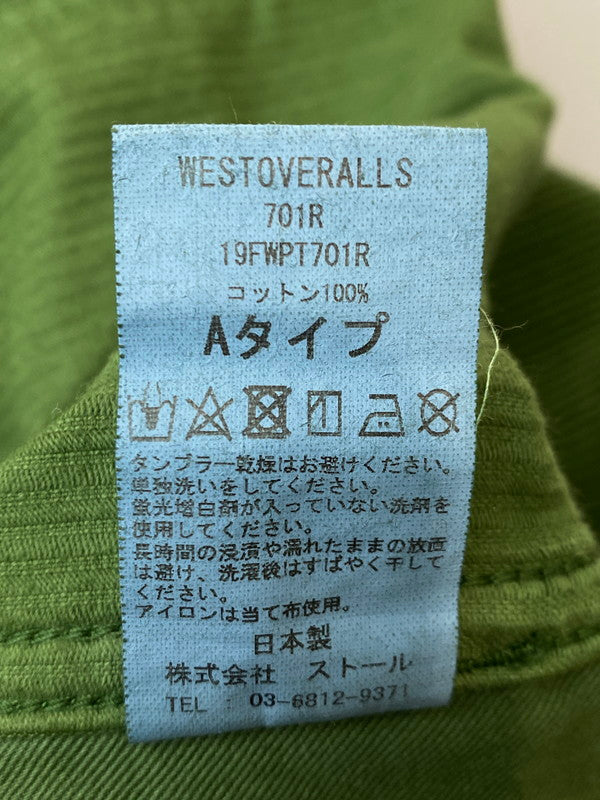 WESTOVERALLS
701R
19FWPT701R
コットン100%
Aタイプ
タンブラー乾燥はお避けください。
単独洗いをしてください。
蛍光増白剤が入っていない洗剤を
使用してください。
長時間の浸漬や濡れたままの放置
は避け、洗濯後はすばやく干して
ください。
アイロンは当て布使用。
日本製
株式会社 ストール
TEL : 03-6812-9371